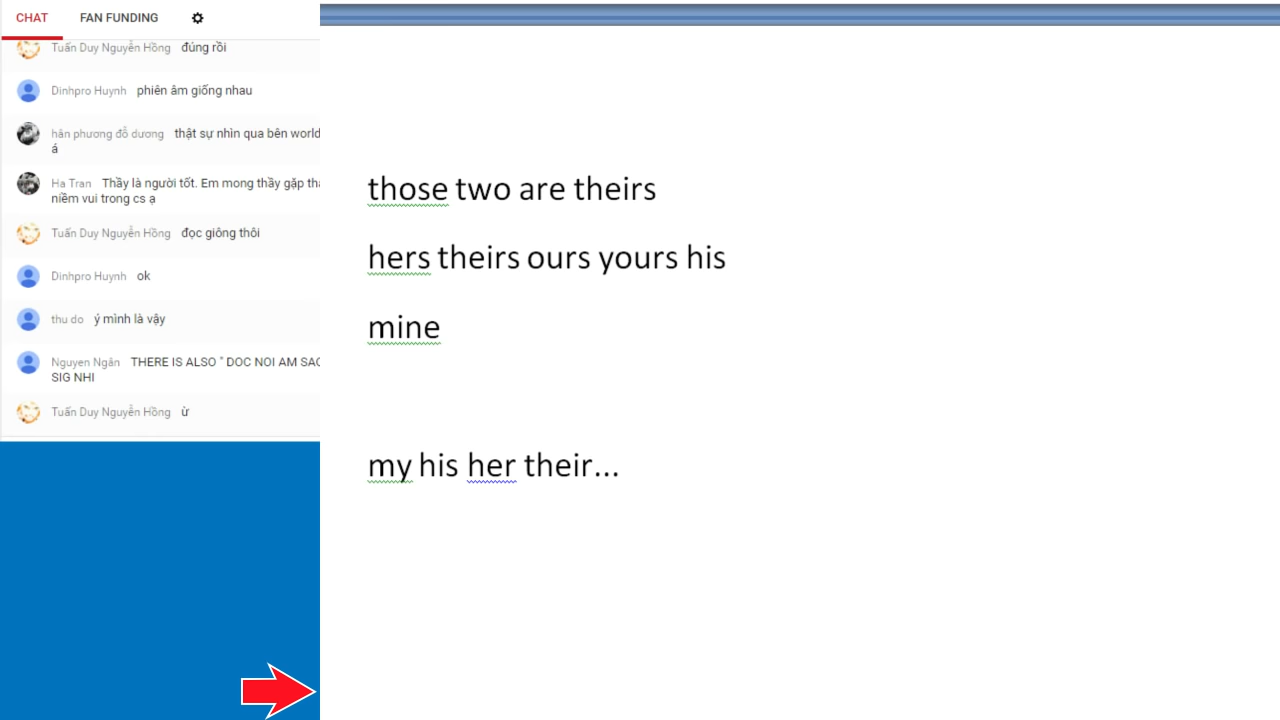 CHAT FAN FUNDING
Tuấn Duy Nguyễn Hồng đúng rồi
Dinhpro Huynh phiên âm giống nhau
hân phương đỗ dương thật sự nhìn qua bên world
á
Ha Tran Thầy là người tốt. Em mong thầy gặp
niềm vui trong cs ạ
Tuấn Duy Nguyễn Hồng đọc giông thôi
Dinhpro Huynh ok
thu do ý mình là vậy
Nguyen Ngân THERE IS ALSO " DOC NOI AM
SIG NHI
Tuấn Duy Nguyễn Hồng ừ
those two are theirs
hers theirs ours yours his
mine
my his her their...